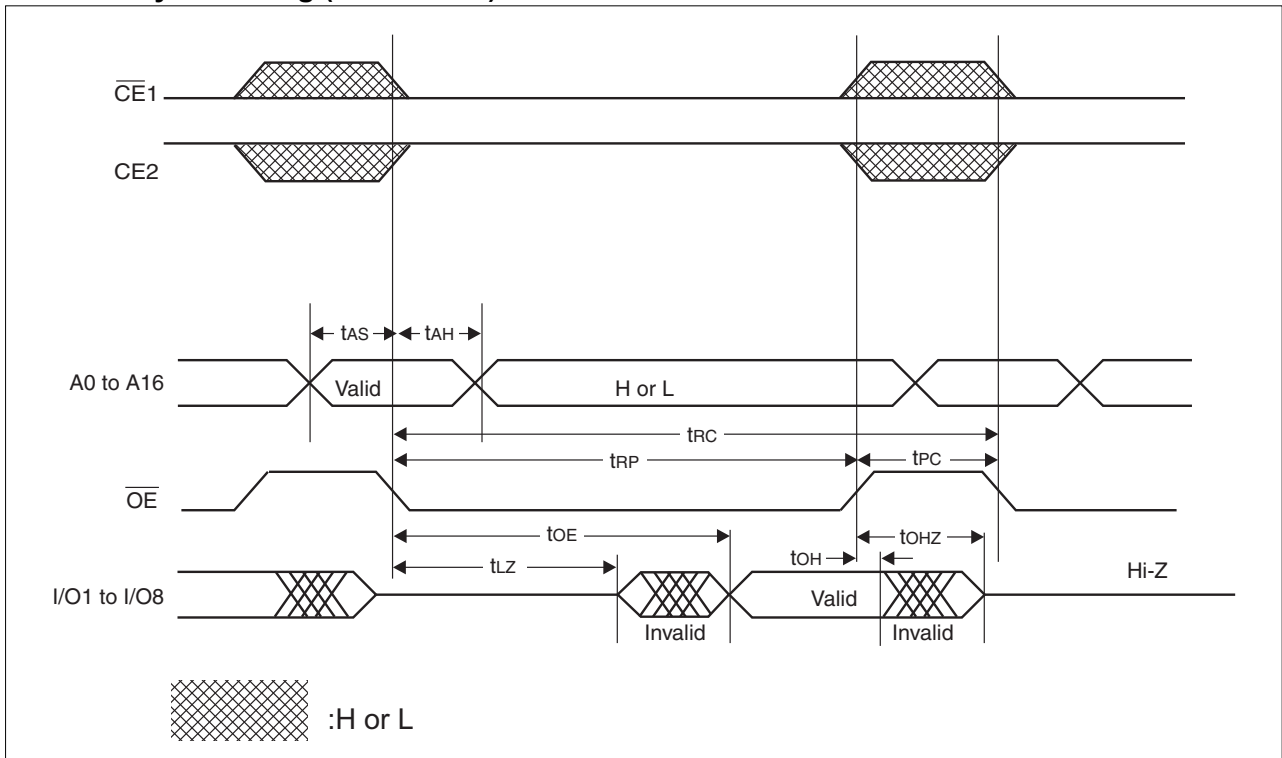 CE1
CE2
tAS
tAH
A0 to A16
Valid
H or L
tRC
tRP
tPC
OE
tOE
tOHZ
tLZ
tOH
Hi-Z
I/O1 to I/O8
Valid
Invalid
Invalid
:H or L